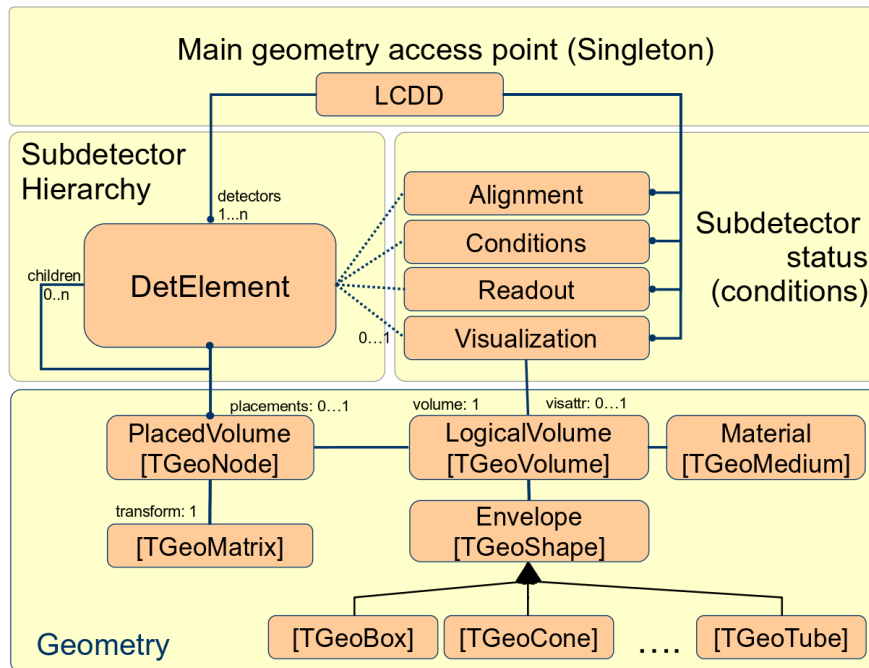 Main geometry access point (Singleton)
LCDD
Subdetector
Hierarchy
detectors
1...n
children
0..n
DetElement
Alignment
Conditions
Readout
Visualization
0...1
Subdetector
status
(conditions)
placements: 0...1
volume: 1
visattr: 0...1
PlacedVolume
[TGeoNode]
LogicalVolume
[TGeoVolume]
Material
[TGeoMedium]
transform: 1
[TGeoMatrix]
Envelope
[TGeoShape]
[TGeoBox]
[TGeoCone]
....
[TGeoTube]
Geometry